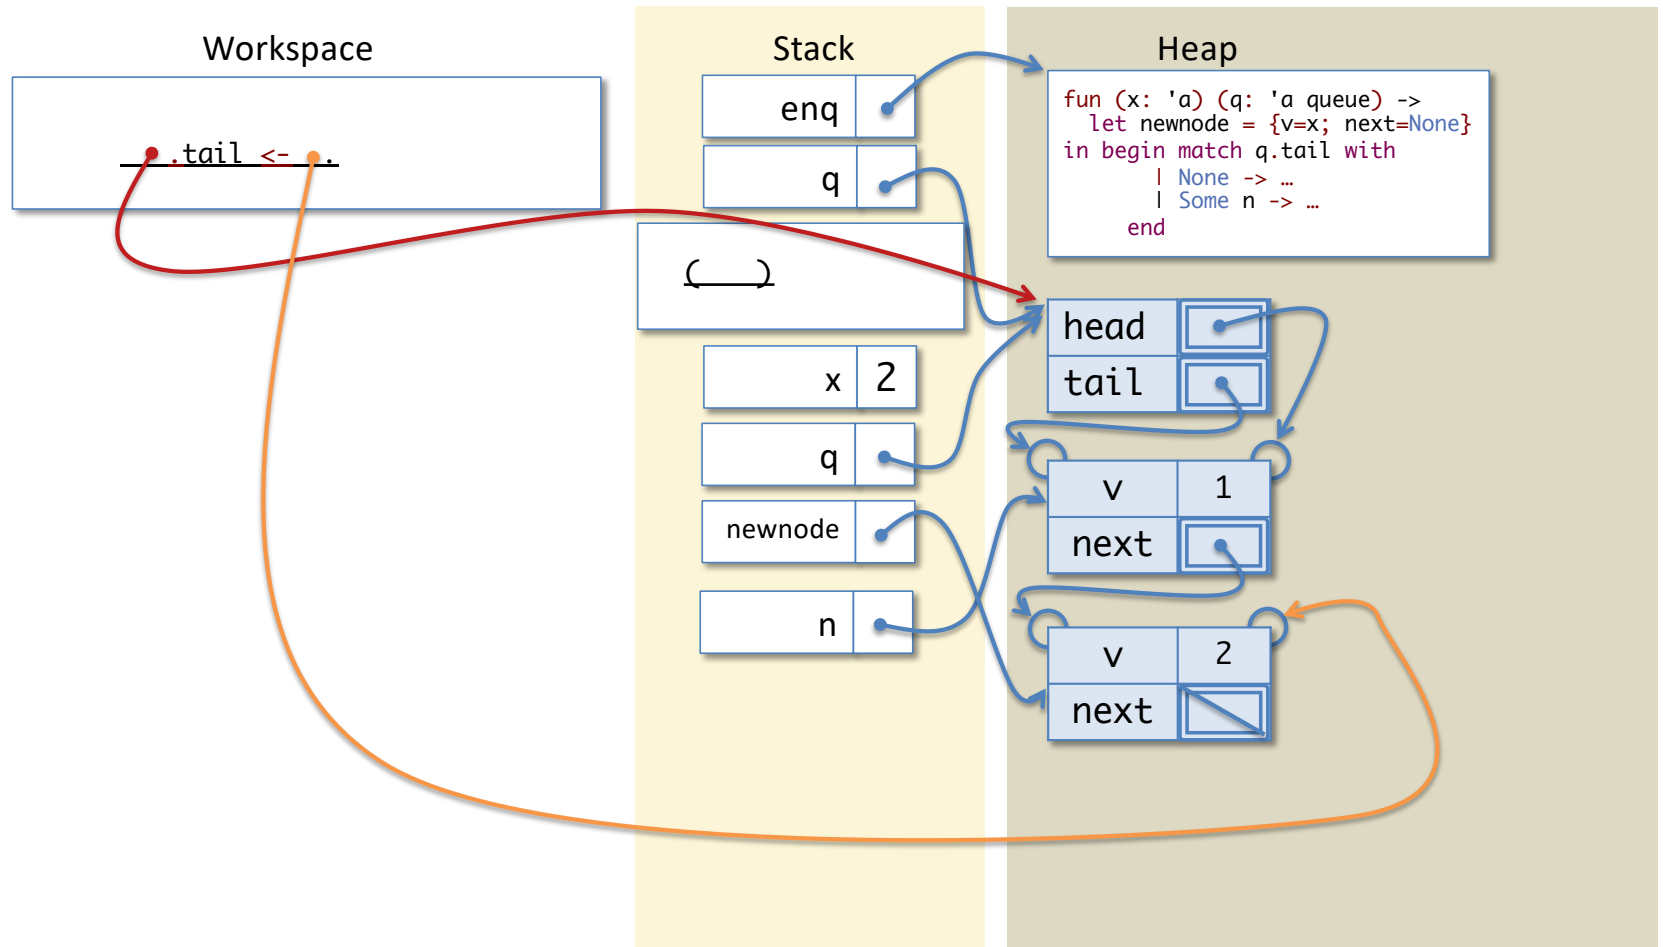 Workspace
Stack
Heap
.tail <- .
enq
q
(    )
x 2
q
newnode
n
fun (x: 'a) (q: 'a queue) ->
let newnode = {v=x; next=None}
in begin match q.tail with
| None -> …
| Some n -> …
end
head
tail
v 1
next
v 2
next